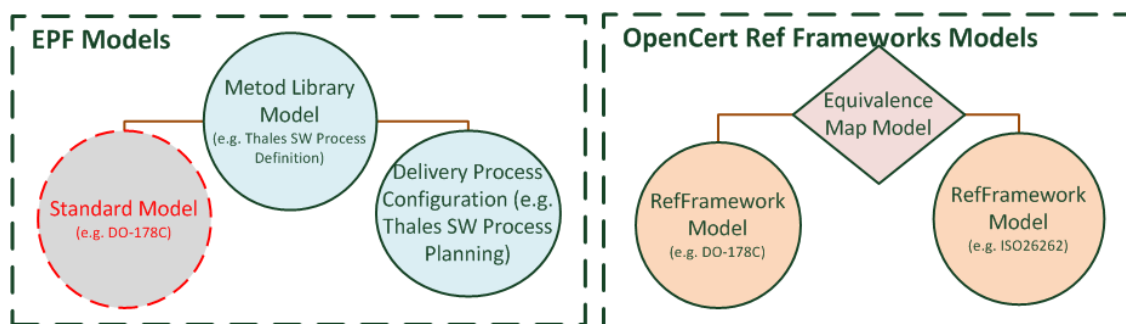 EPF Models
Metod Library
Model
(e.g. Thales SW Process
Definition)
Standard Model
(e.g. DO-178C)
Delivery Process
Configuration (e.g.
Thales SW Process
Planning)
OpenCert Ref Frameworks Models
Equivalence
Map Model
RefFramework
Model
(e.g. DO-178C)
RefFramework
Model
(e.g. ISO26262)